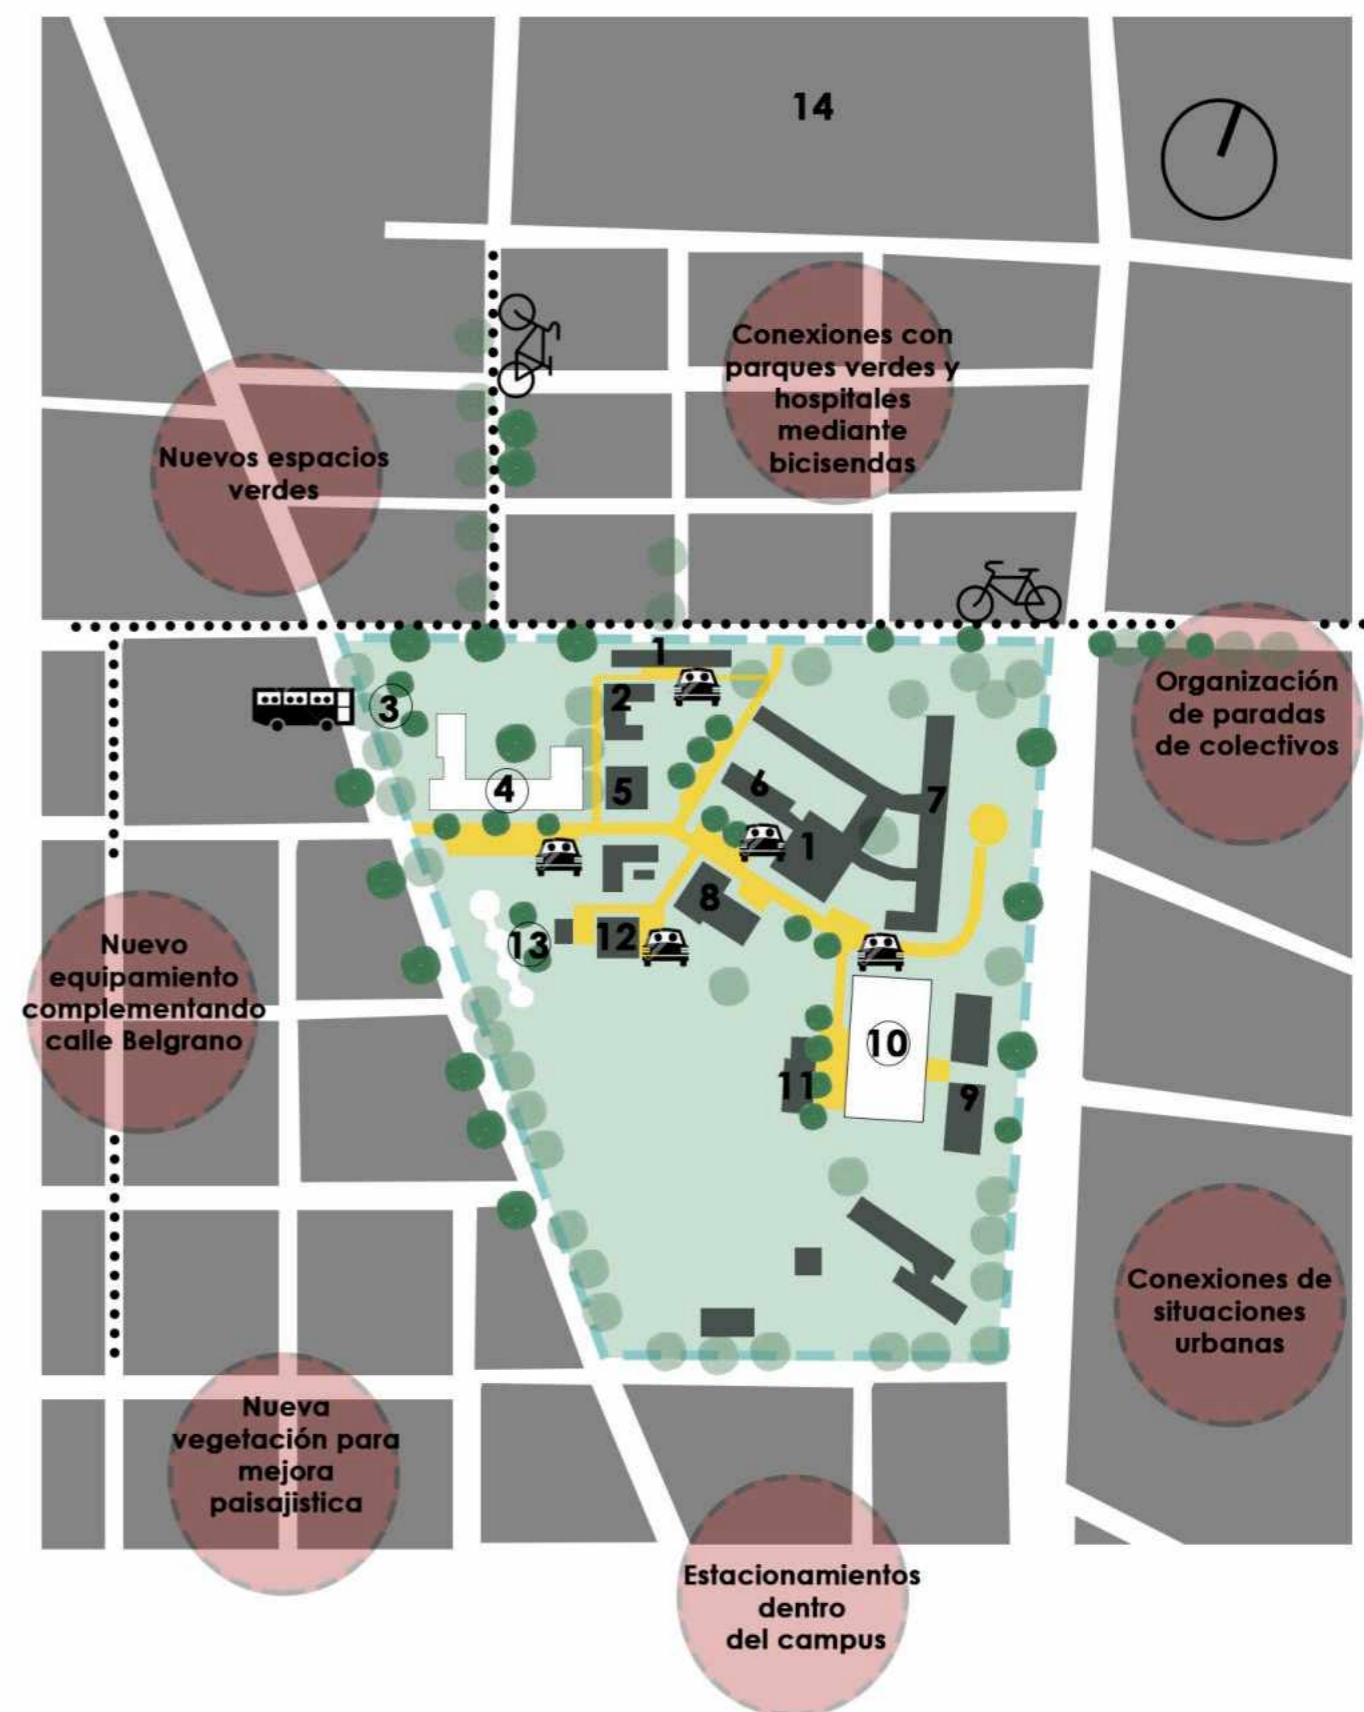 14
Conexiones con
parques verdes y
hospitales
mediante
bicisendas
Nuevos espacios
verdes
1
2
3
Organización
de paradas
de colectivos
4
5
6
7
1
8
12
13
Nuevo
equipamiento
complementando
calle Belgrano
10
11
9
Conexiones de
situaciones
urbanas
Nueva
vegetación para
mejora
paisajistica
Estacionamientos
dentro
del campus